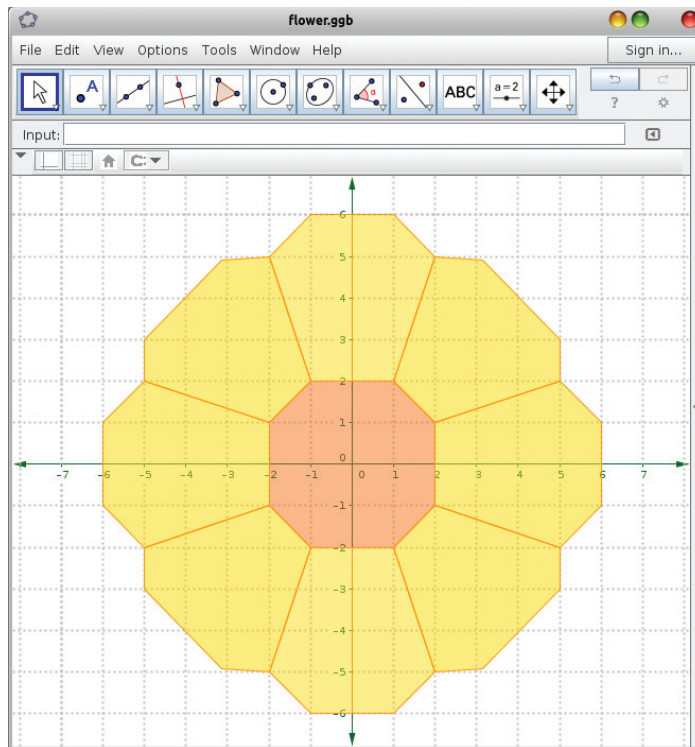 flower.ggb
File Edit View Options Tools Window Help Sign in...
A α ABC a=2 ?
Input:
6
5
4
3
2
1
0
-7 -6 -5 -4 -3 -2 -1 0 1 2 3 4 5 6 7
-1
-2
-3
-4
-5
-6